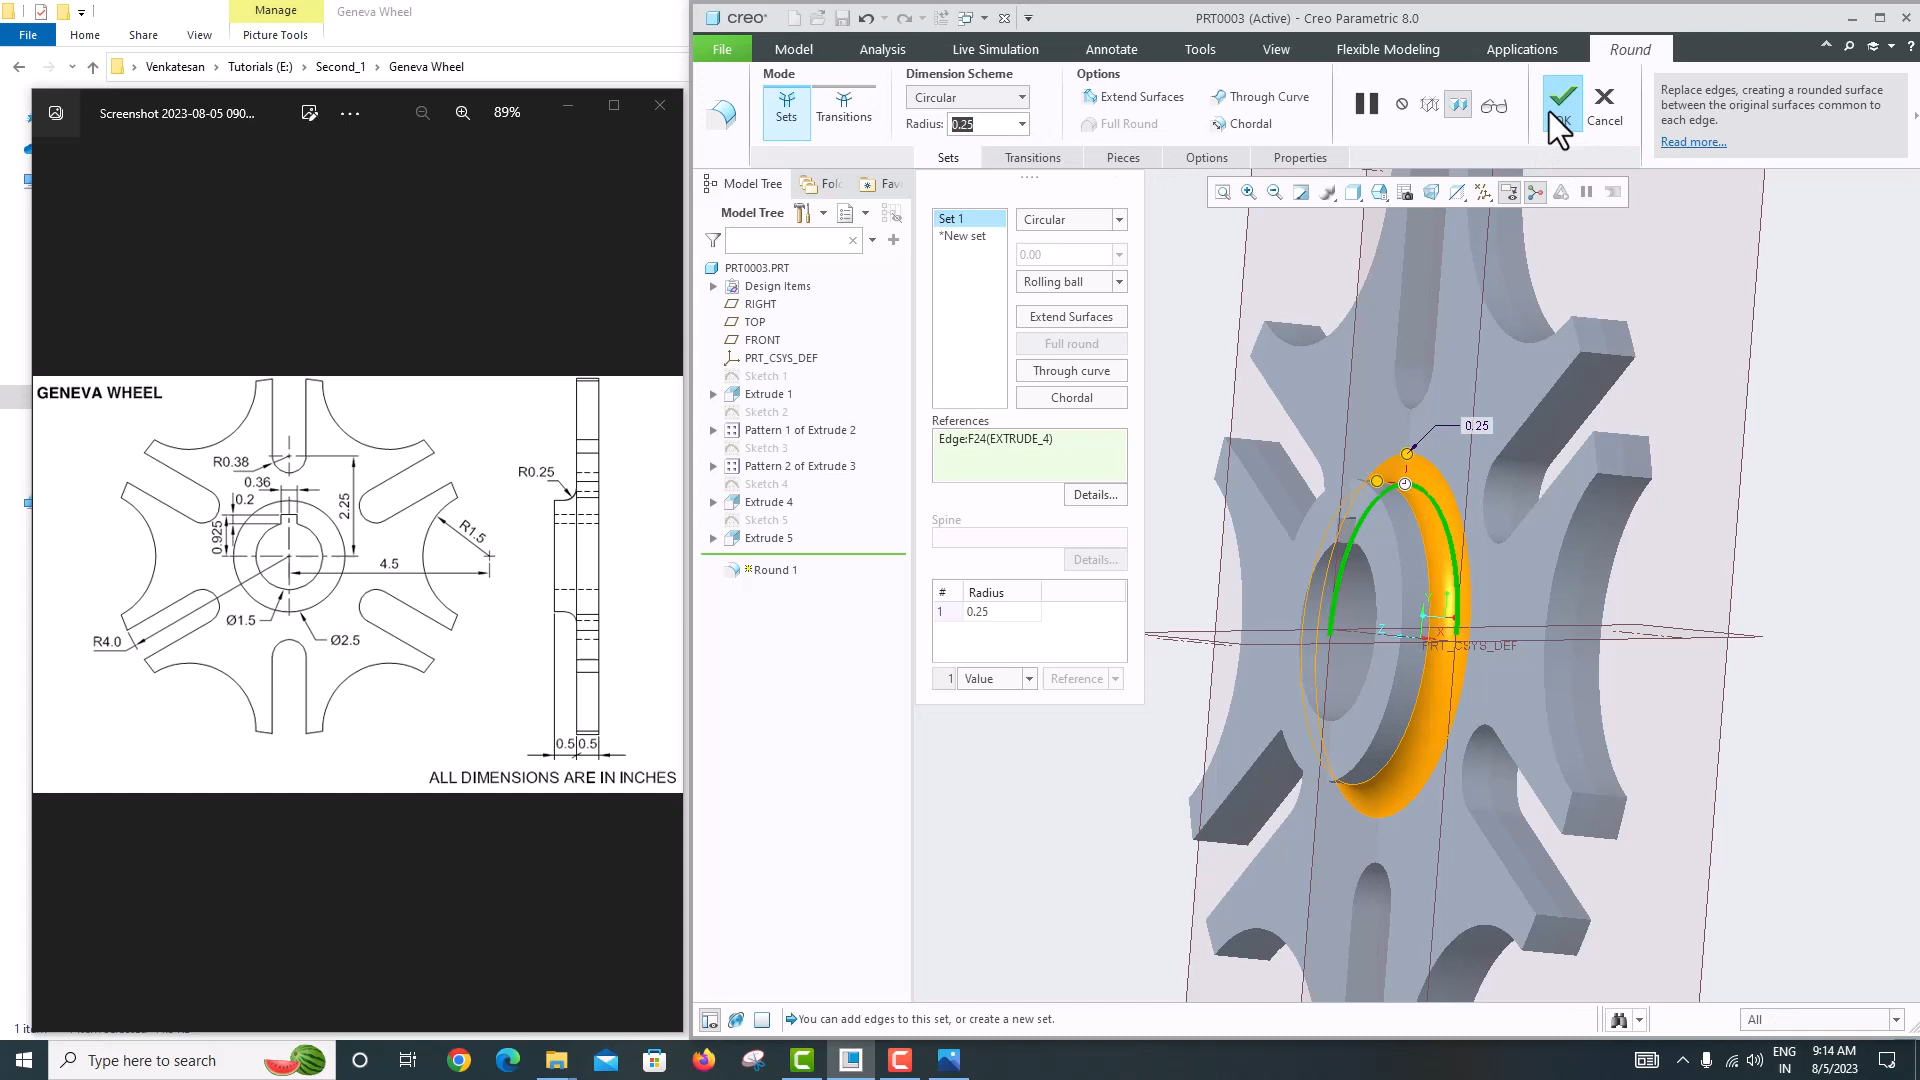 Manage
Geneva Wheel
File
Home
Share
View
Picture Tools
Venkatesan
Tutorials (E:)
Second_1
Geneva Wheel
Screenshot 2023-08-05 090...
89%
GENEVA WHEEL
R0.38
0.36
0.2
0.925
2.25
R1.5
4.5
R4.0
Ø1.5
Ø2.5
R0.25
0.5
0.5
ALL DIMENSIONS ARE IN INCHES
creo
PRT0003 (Active) - Creo Parametric 8.0
File
Model
Analysis
Live Simulation
Annotate
Tools
View
Flexible Modeling
Applications
Round
Mode
Sets
Transitions
Dimension Scheme
Circular
Radius: 0.25
Options
Extend Surfaces
Through Curve
Full Round
Chordal
OK
Cancel
Replace edges, creating a rounded surface
between the original surfaces common to
each edge.
Read more...
Sets
Transitions
Pieces
Options
Properties
Model Tree
Fol
Fav
Model Tree
PRT0003.PRT
Design Items
RIGHT
TOP
FRONT
PRT_CSYS_DEF
Sketch 1
Extrude 1
Sketch 2
Pattern 1 of Extrude 2
Sketch 3
Pattern 2 of Extrude 3
Sketch 4
Extrude 4
Sketch 5
Extrude 5
Round 1
Set 1
*New set
Circular
0.00
Rolling ball
Extend Surfaces
Full round
Through curve
Chordal
References
Edge:F24(EXTRUDE_4)
Details...
Spine
Details...
# Radius
1 0.25
1 Value
Reference
0.25
Y
Z
X
PRT_CSYS_DEF
You can add edges to this set, or create a new set.
All
Type here to search
ENG
IN
9:14 AM
8/5/2023